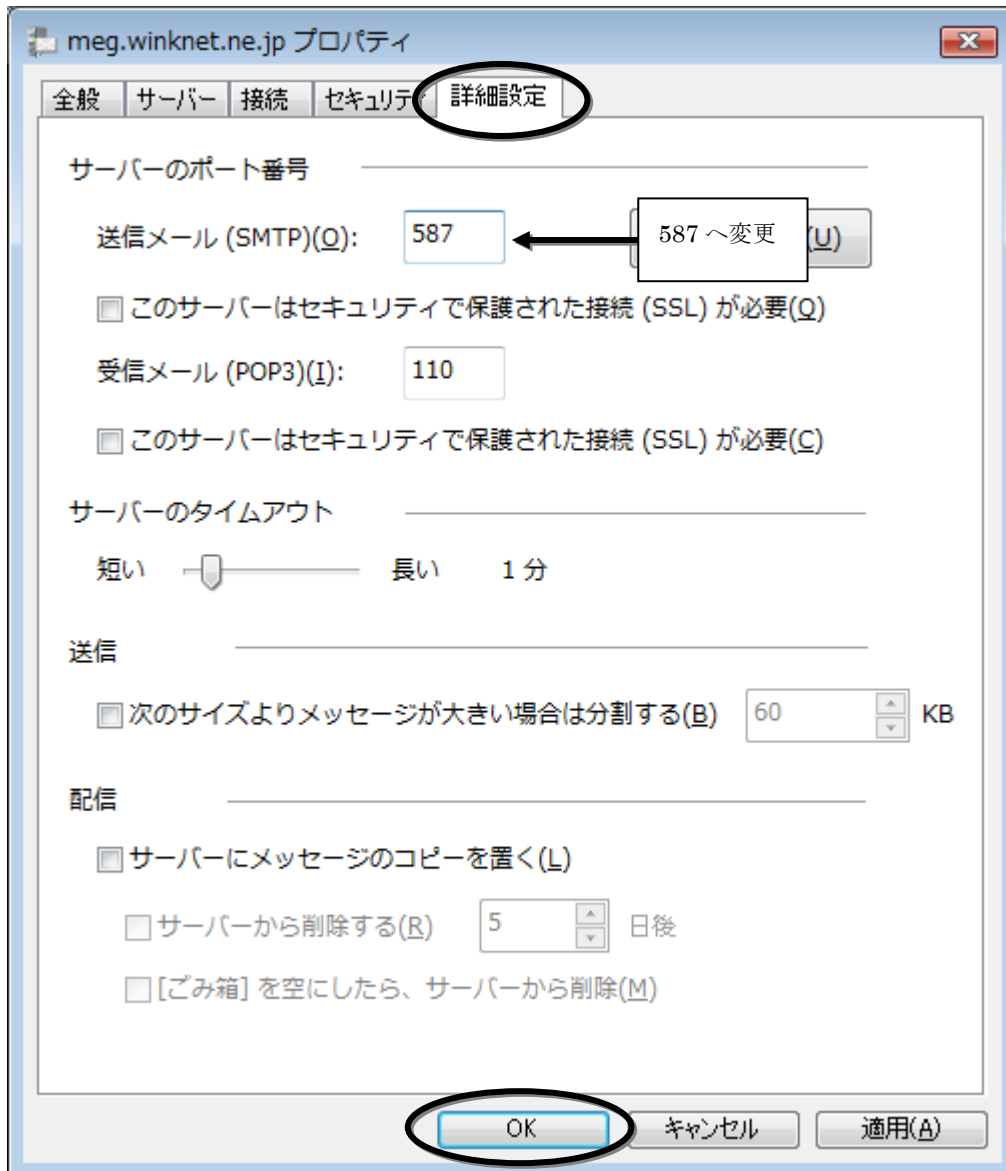 meg.winknet.ne.jp プロパティ
全般 サーバー 接続 セキュリティ 詳細設定
サーバーのポート番号
送信メール (SMTP)(O): 587 587 へ変更 (U)
このサーバーはセキュリティで保護された接続 (SSL) が必要(Q)
受信メール (POP3)(I): 110
このサーバーはセキュリティで保護された接続 (SSL) が必要(C)
サーバーのタイムアウト
短い 長い 1 分
送信
次のサイズよりメッセージが大きい場合は分割する(B) 60 KB
配信
サーバーにメッセージのコピーを置く(L)
サーバーから削除する(R) 5 日後
[ごみ箱] を空にしたら、サーバーから削除(M)
OK キャンセル 適用(A)